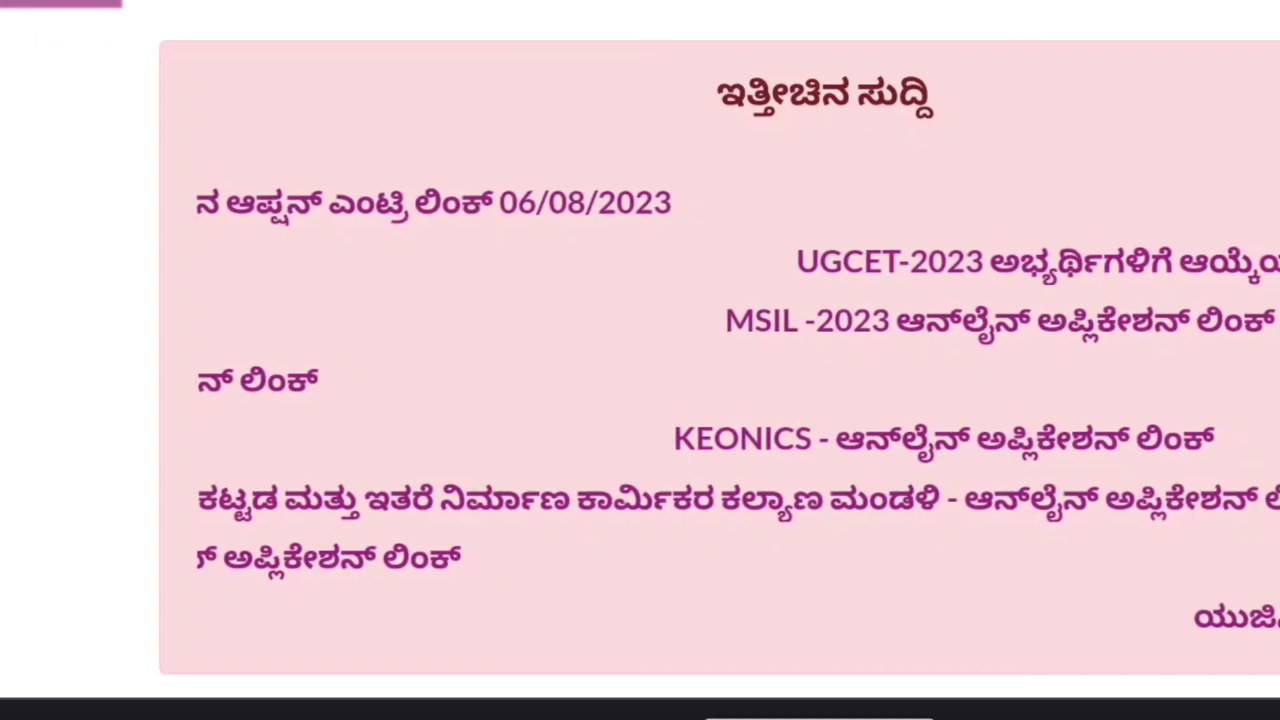 ಇತ್ತೀಚಿನ ಸುದ್ದಿ
ನ ಆಪ್ಷನ್ ಎಂಟ್ರಿ ಲಿಂಕ್ 06/08/2023
UGCET-2023 ಅಭ್ಯರ್ಥಿಗಳಿಗೆ
MSIL -2023 ಆನ್‌ಲೈನ್ ಅಪ್ಲಿಕೇಶನ್ ಲಿಂಕ್
ನ್ ಲಿಂಕ್
KEONICS - ಆನ್‌ಲೈನ್ ಅಪ್ಲಿಕೇಶನ್ ಲಿಂಕ್
ಕಟ್ಟಡ ಮತ್ತು ಇತರೆ ನಿರ್ಮಾಣ ಕಾರ್ಮಿಕರ ಕಲ್ಯಾಣ ಮಂಡಳಿ - ಆನ್‌ಲೈನ್ ಅಪ್ಲಿಕೇಶನ್
ಅಪ್ಲಿಕೇಶನ್ ಲಿಂಕ್